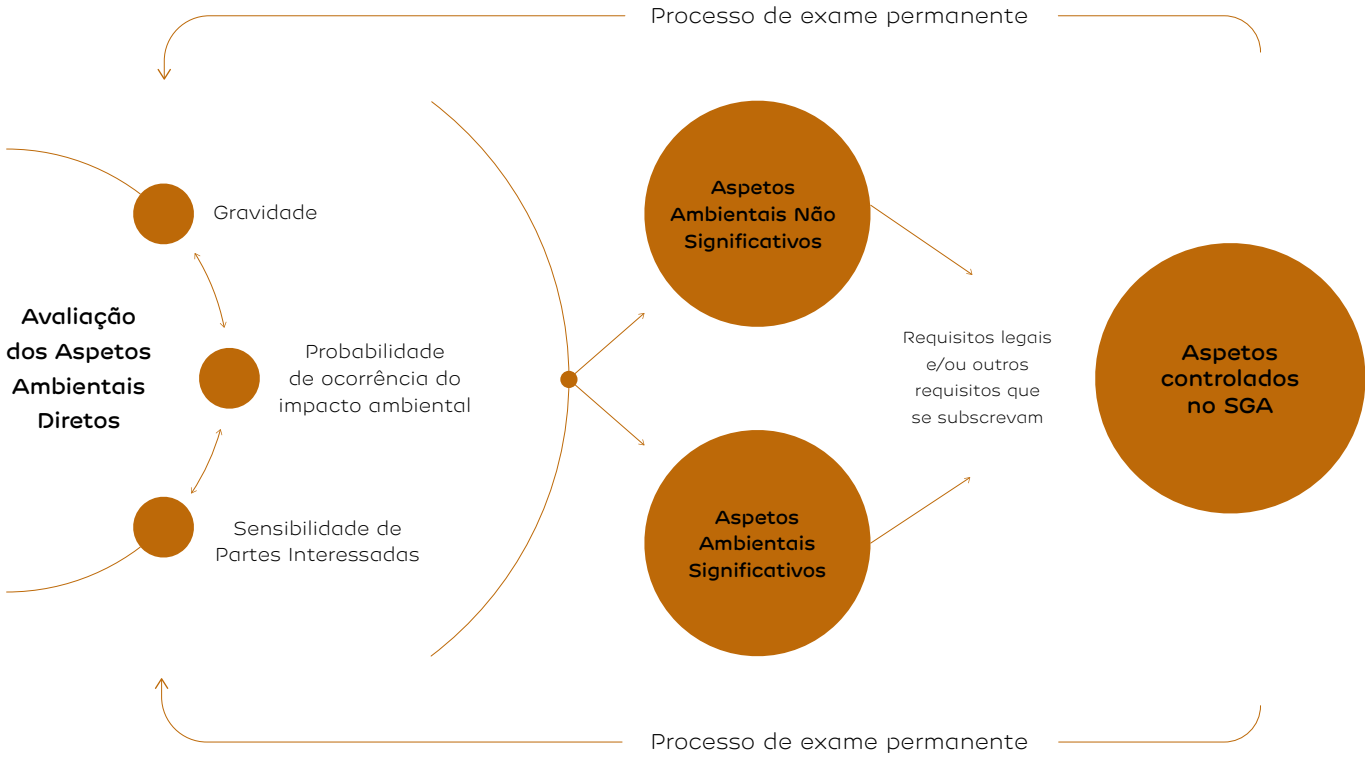 Processo de exame permanente
Avaliação
dos Aspetos
Ambientais
Diretos
Gravidade
Probabilidade
de ocorrência do
impacto ambiental
Sensibilidade de
Partes Interessadas
Aspetos
Ambientais Não
Significativos
Aspetos
Ambientais
Significativos
Requisitos legais
e/ou outros
requisitos que
se subscrevam
Aspetos
controlados
no SGA
Processo de exame permanente